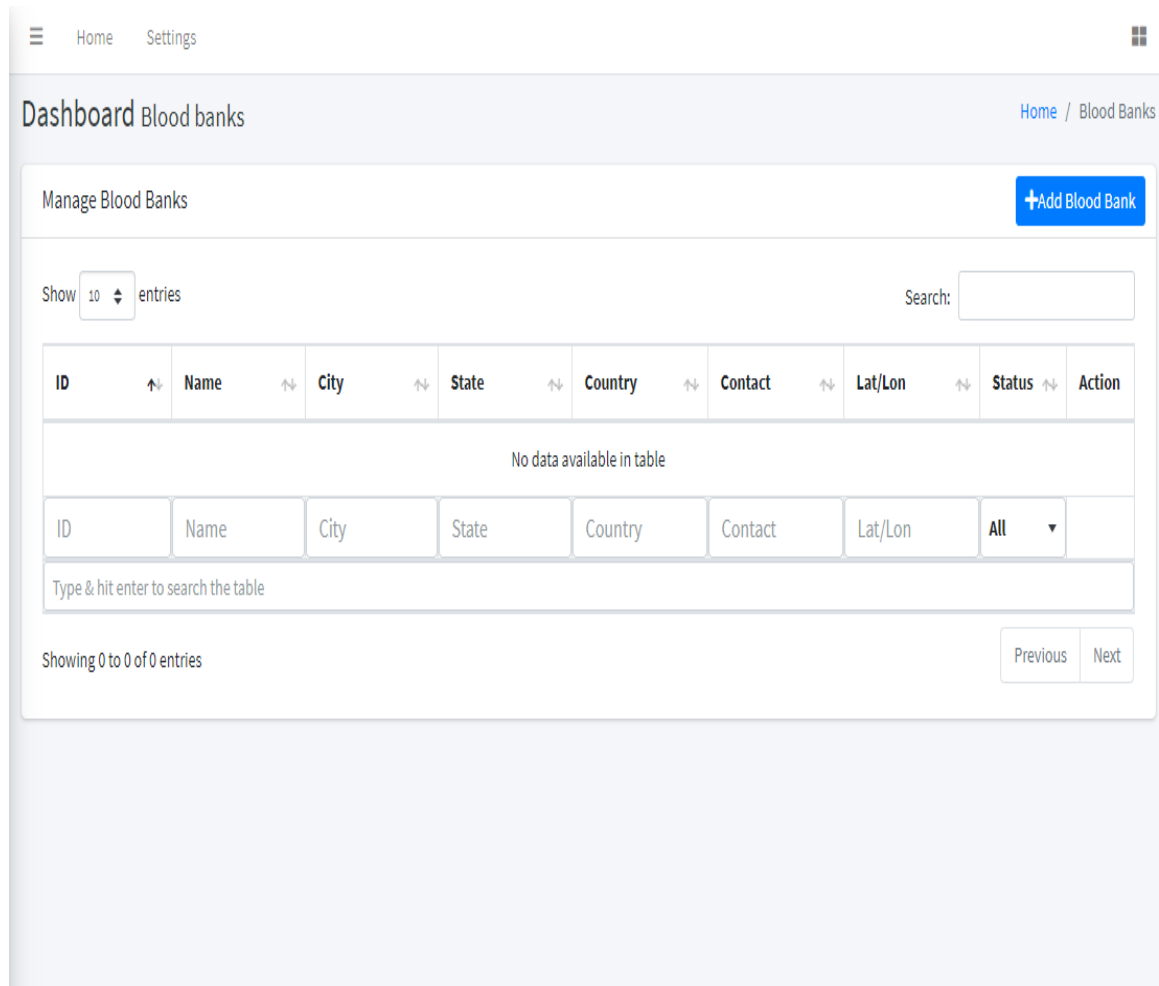 Home Settings
Dashboard Blood banks
Home / Blood Banks
Manage Blood Banks
+Add Blood Bank
Show 10 entries
Search:
ID Name City State Country Contact Lat/Lon Status Action
No data available in table
ID Name City State Country Contact Lat/Lon All
Type & hit enter to search the table
Showing 0 to 0 of 0 entries
Previous Next